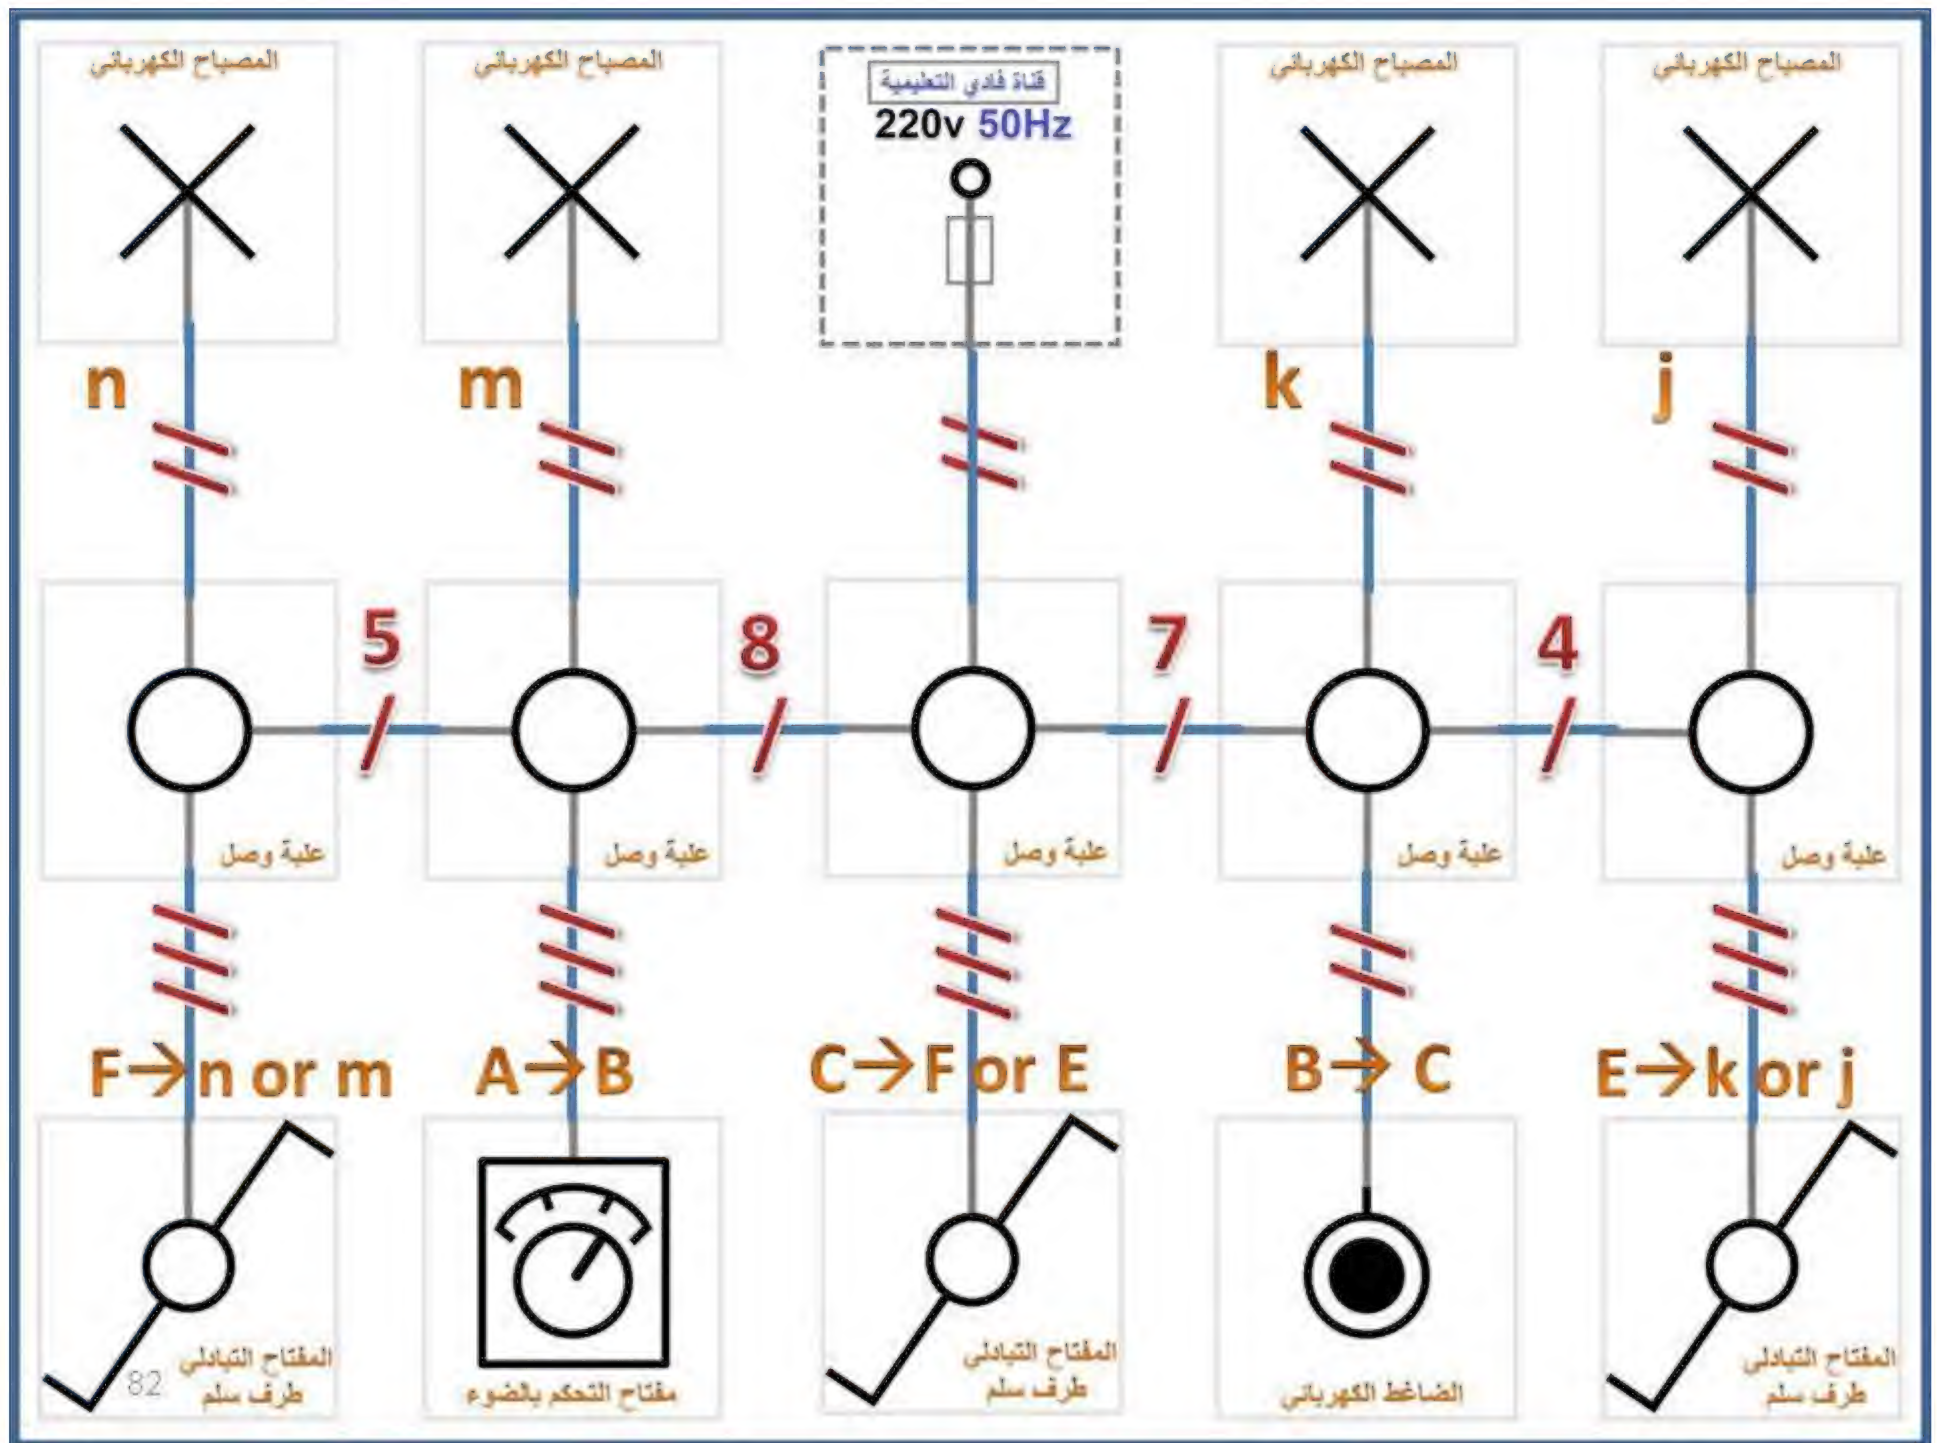 المصباح الكهربائي
المصباح الكهربائي
قناة فادي التعليمية
220v 50Hz
المصباح الكهربائي
المصباح الكهربائي
n
m
k
j
5
8
7
4
علبة وصل
علبة وصل
علبة وصل
علبة وصل
علبة وصل
F→n or m
A→B
C→F or E
B→ C
E→k or j
المفتاح التبادلي
طرف سلم
82
مفتاح التحكم بالضوء
المفتاح التبادلي
طرف سلم
الضاغط الكهربائي
المفتاح التبادلي
طرف سلم